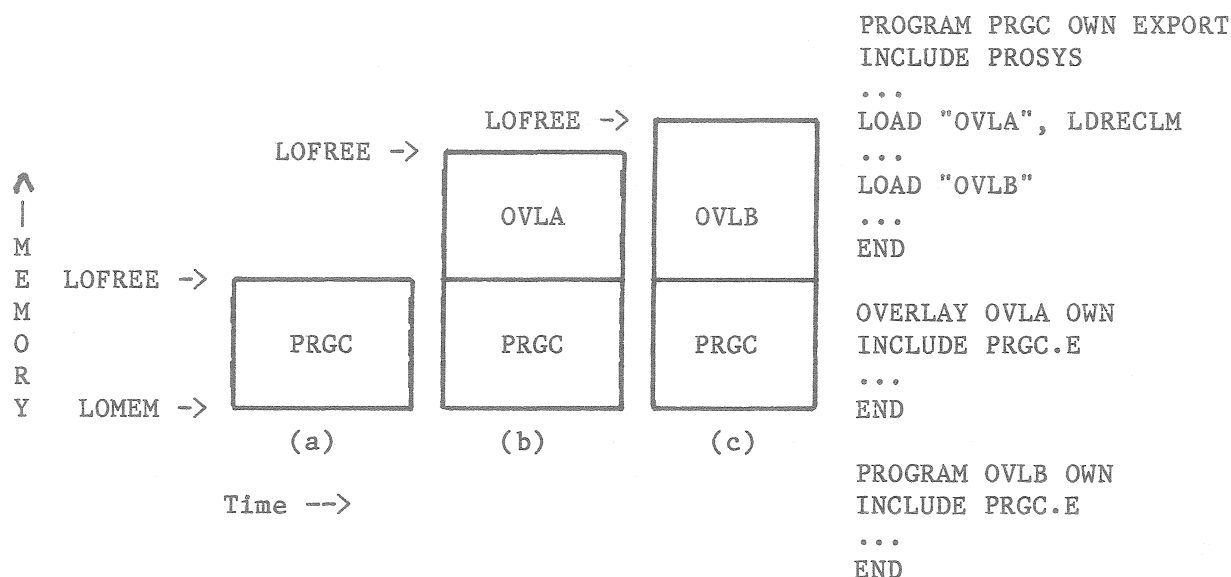 PROGRAM PRGC OWN EXPORT
INCLUDE PROSYS
...
LOAD "OVLA", LDRECLM
...
LOAD "OVLB"
...
END
OVERLAY OVLA OWN
INCLUDE PRGC.E
...
END
PROGRAM OVLB OWN
INCLUDE PRGC.E
...
END
LOFREE ->
LOFREE ->
OVLA
OVLB
LOFREE ->
PRGC
PRGC
PRGC
LOMEM ->
(a)
(b)
(c)
Time -->
MEMORY